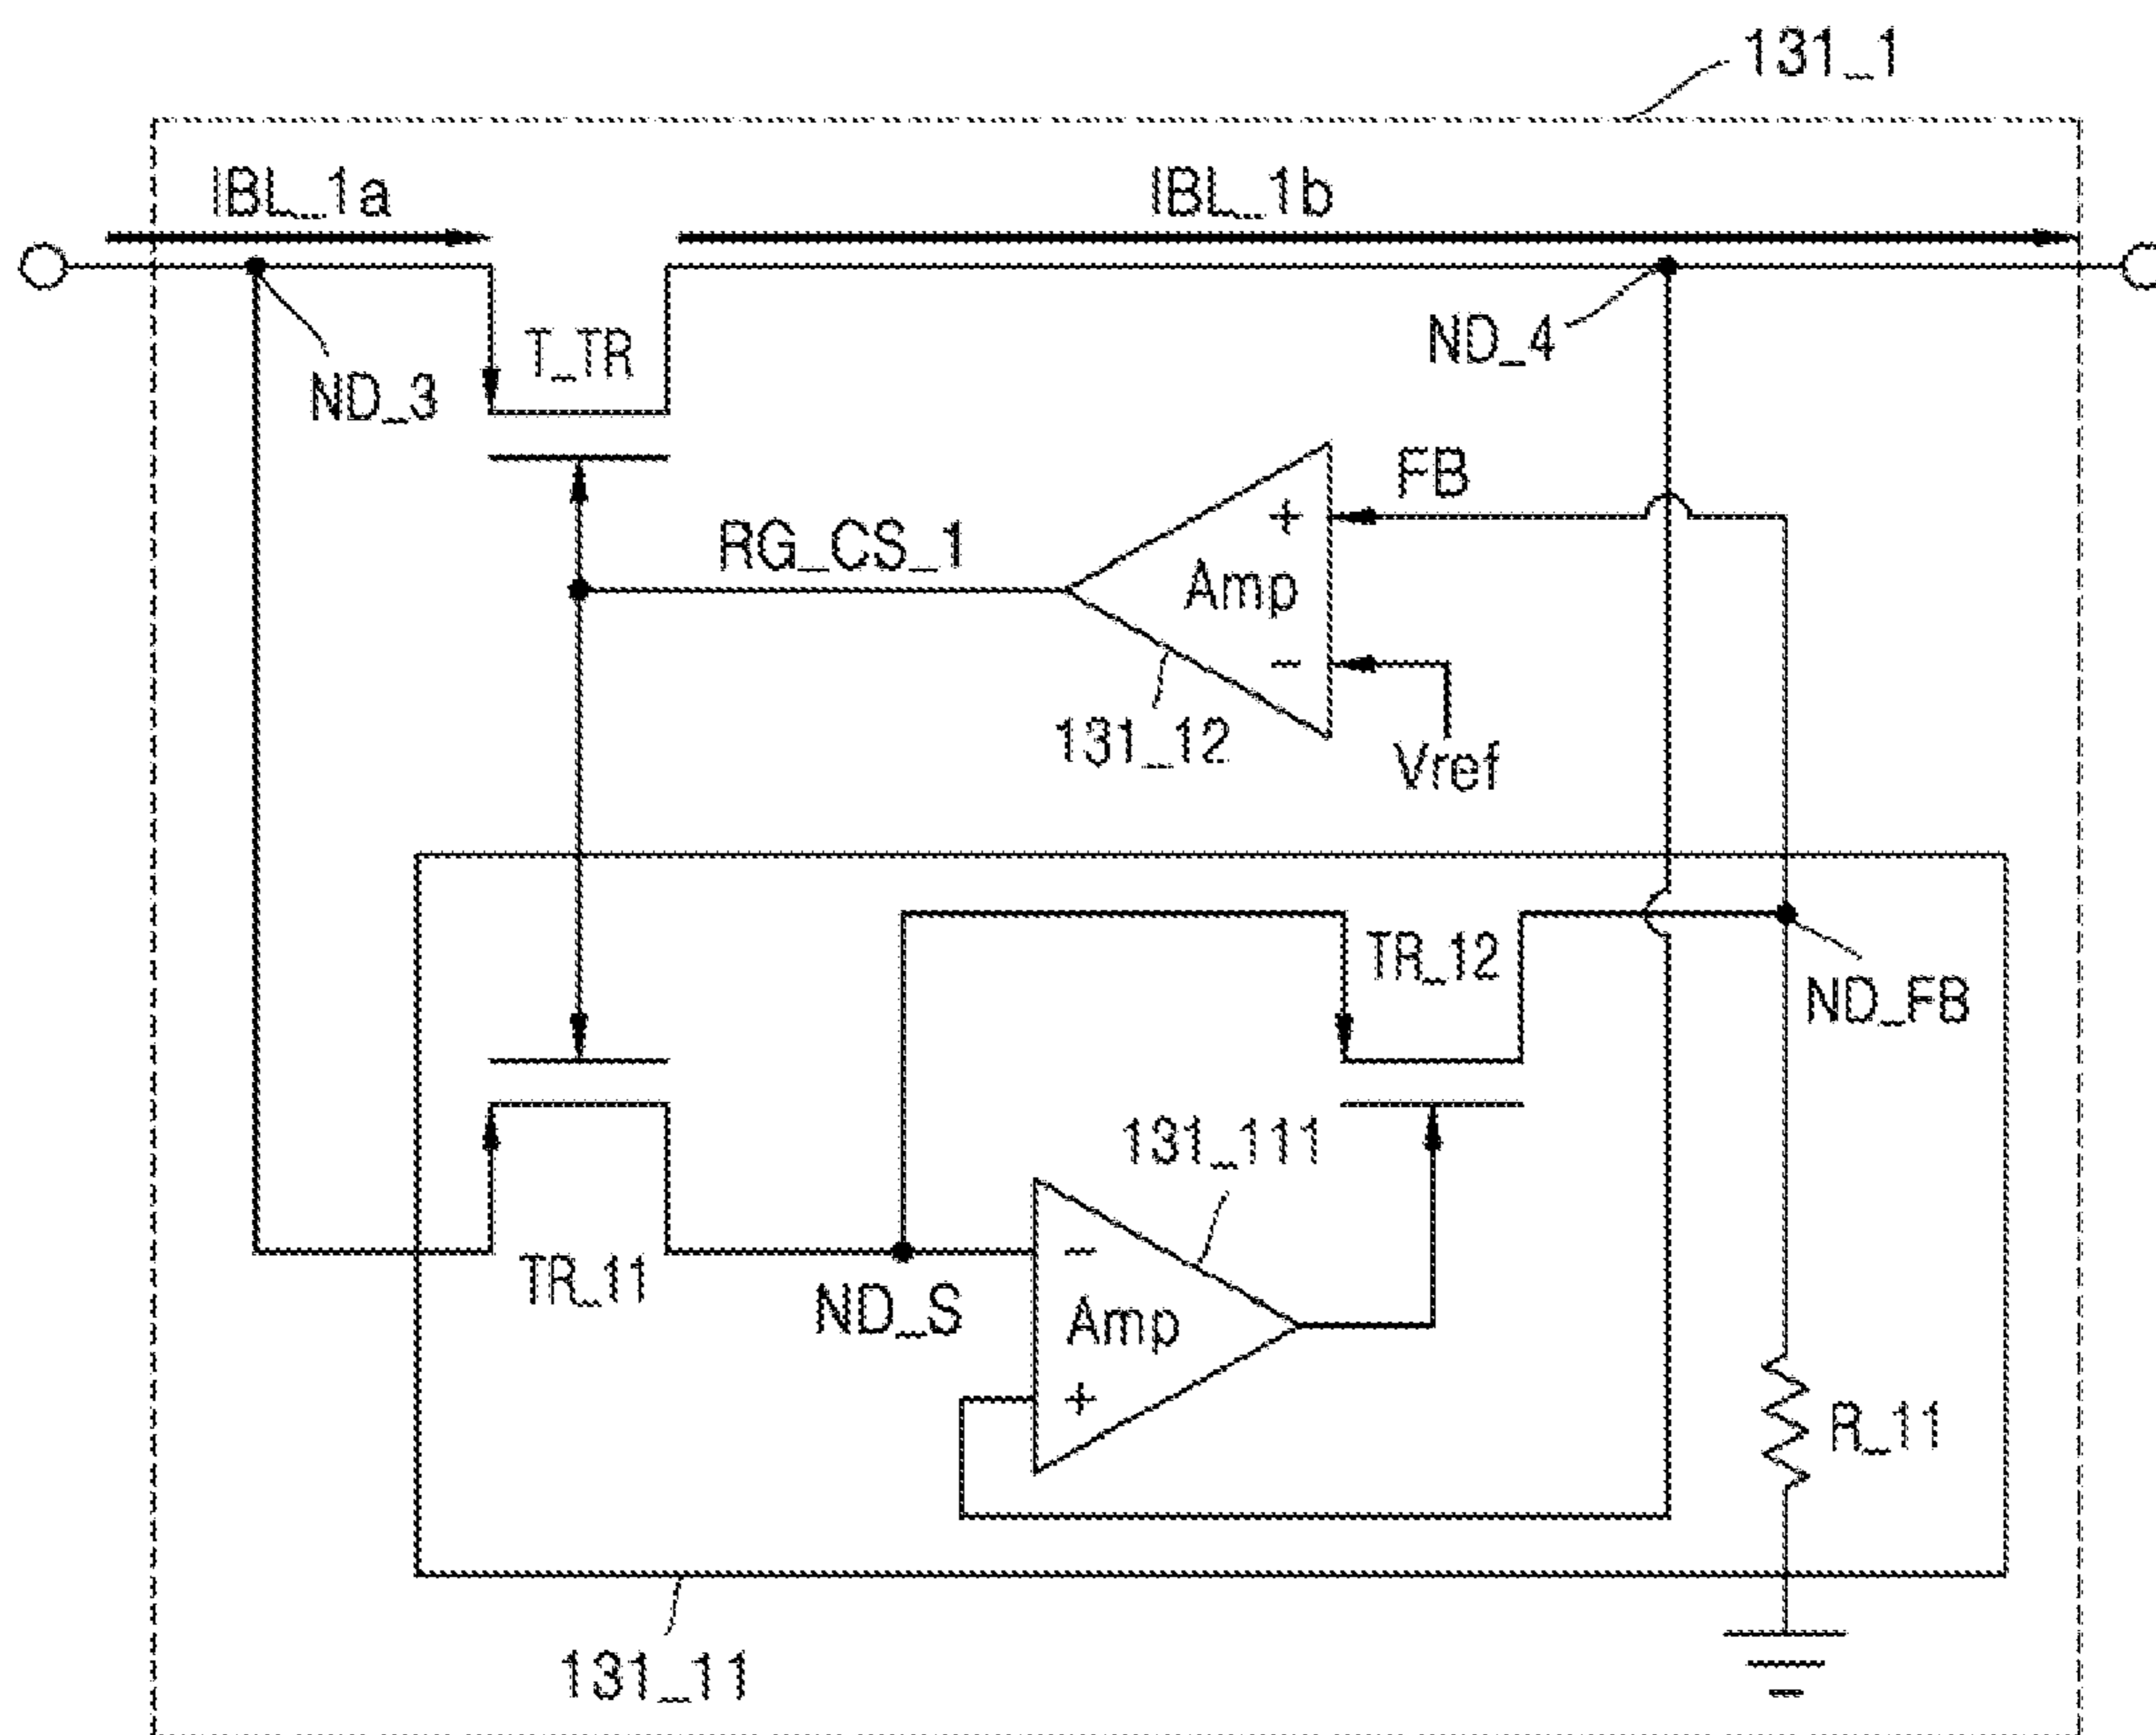 131_1
IBL_1a
IBL_1b
T_TR
ND_3
ND_4
FB
RG_CS_1
+
Amp
−
131_12
Vref
TR_12
ND_FB
131_111
TR_11
ND_S
−
Amp
+
R_11
131_11